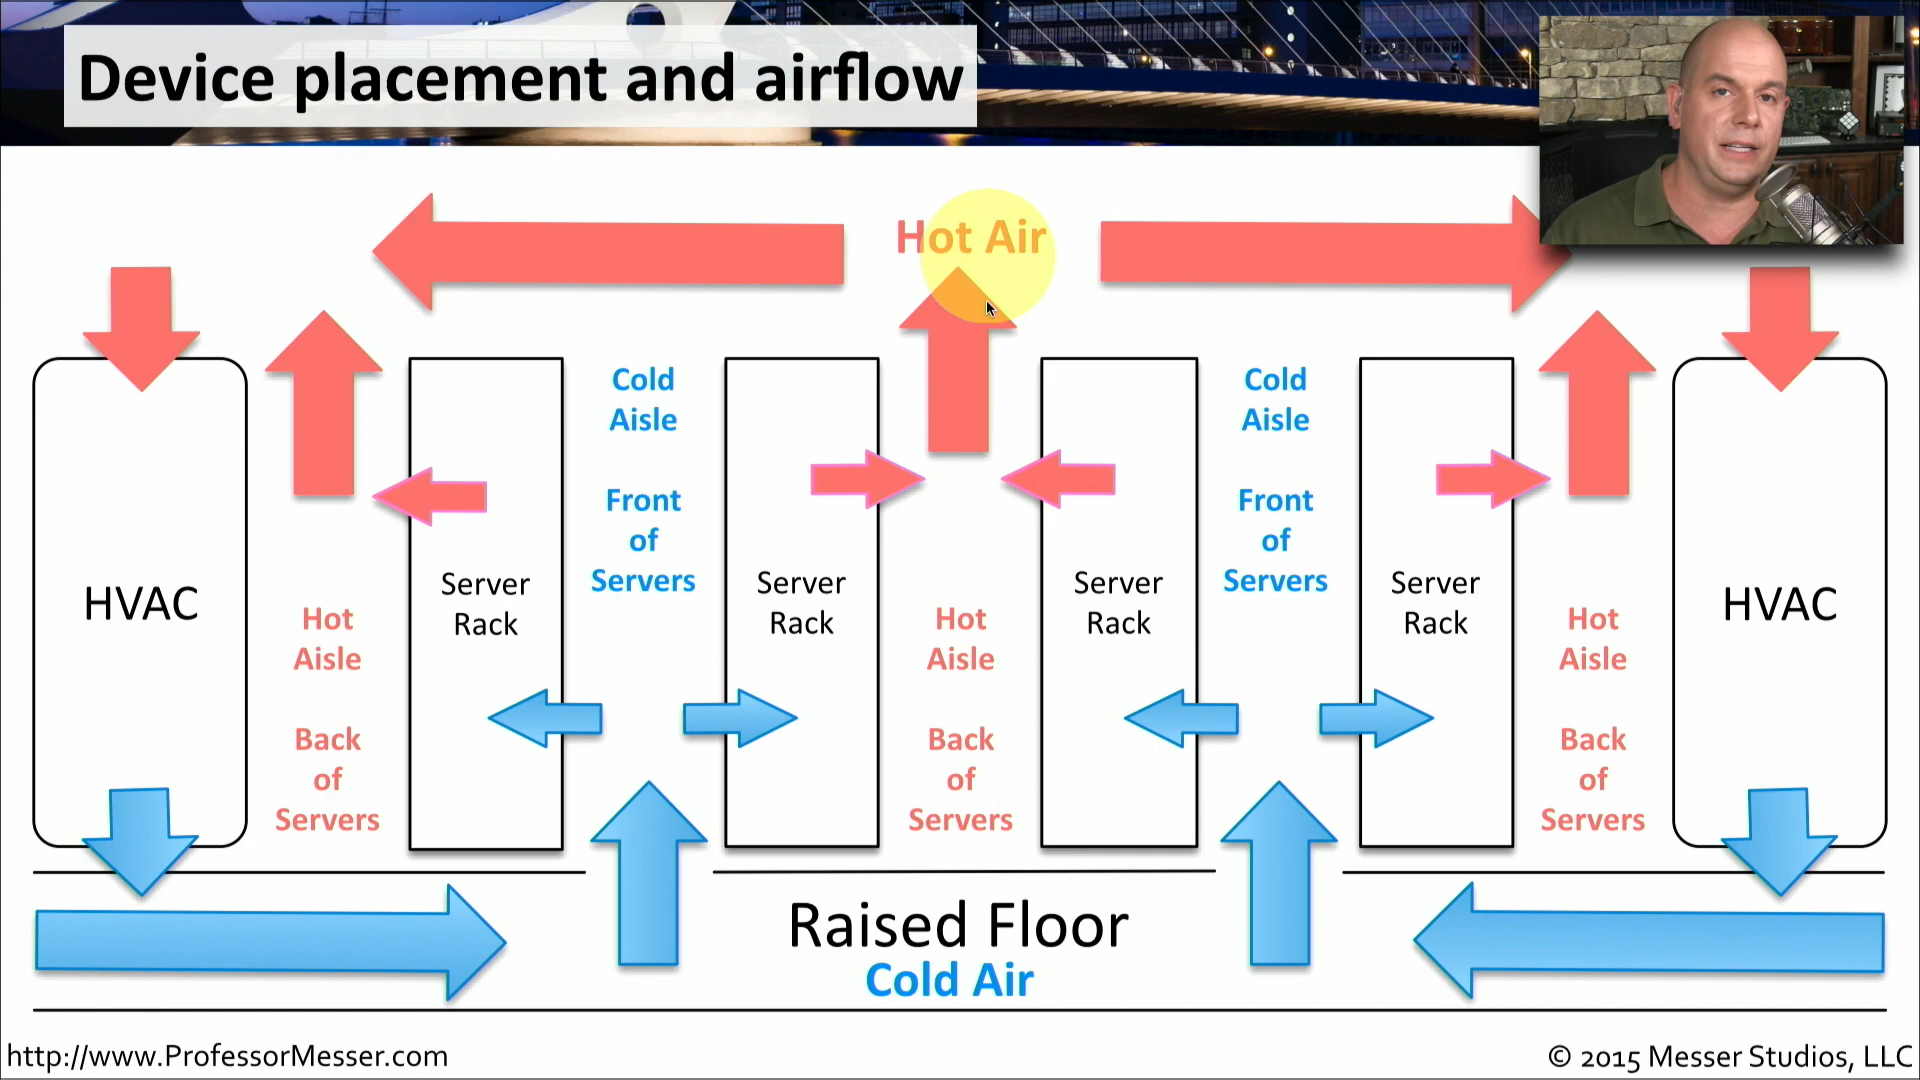 Device placement and airflow
Hot Air
Cold
Aisle
Front
of
Servers
Cold
Aisle
Front
of
Servers
HVAC
Hot
Aisle
Back
of
Servers
Server
Rack
Server
Rack
Hot
Aisle
Back
of
Servers
Server
Rack
Server
Rack
Hot
Aisle
Back
of
Servers
HVAC
Raised Floor
Cold Air
http://www.ProfessorMesser.com
© 2015 Messer Studios, LLC